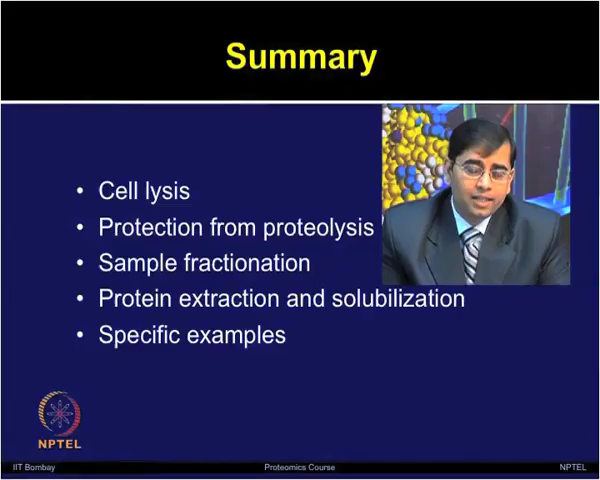 Summary
• Cell lysis
• Protection from proteolysis
• Sample fractionation
• Protein extraction and solubilization
• Specific examples
NPTEL
IIT Bombay
Proteomics Course
NPTEL